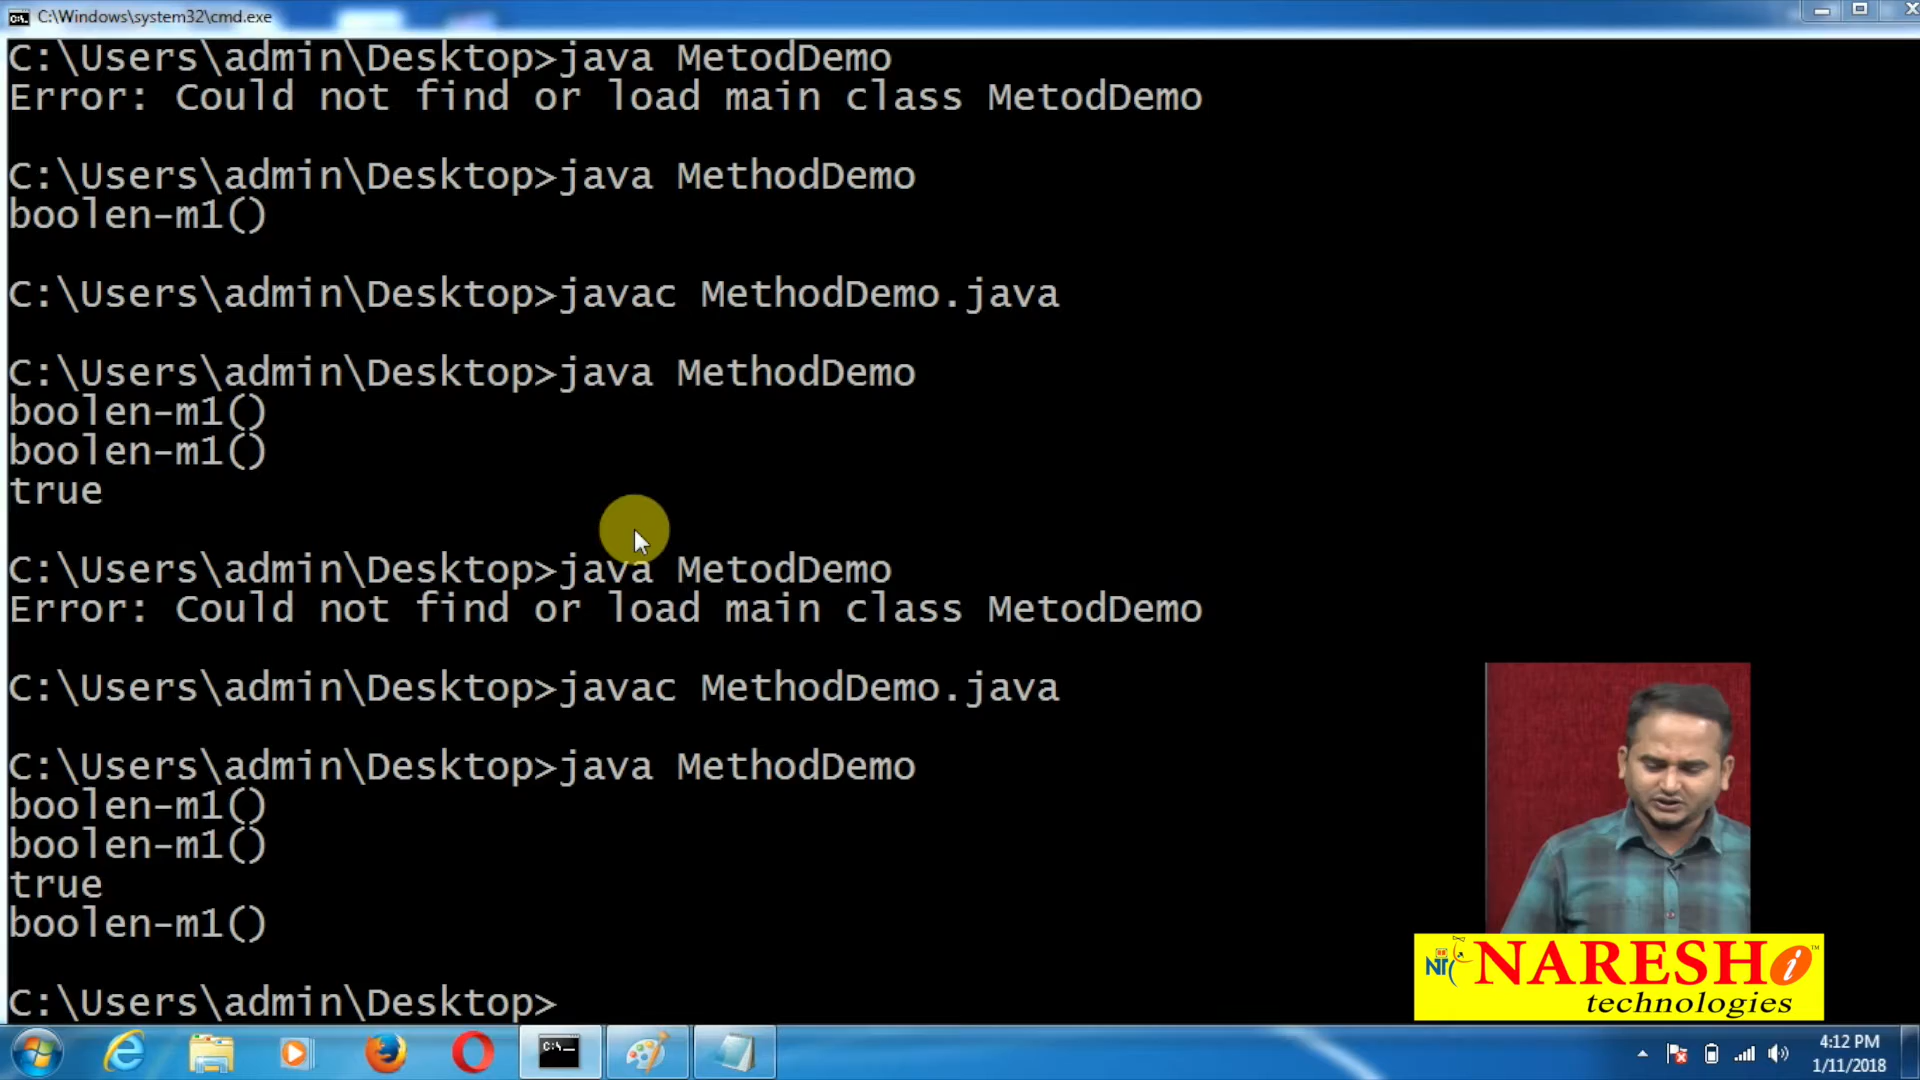 C:\Windows\system32\cmd.exe
C:\Users\admin\Desktop>java MetodDemo
Error: Could not find or load main class MetodDemo
C:\Users\admin\Desktop>java MethodDemo
boolen-m1()
C:\Users\admin\Desktop>javac MethodDemo.java
C:\Users\admin\Desktop>java MethodDemo
boolen-m1()
boolen-m1()
true
C:\Users\admin\Desktop>java MetodDemo
Error: Could not find or load main class MetodDemo
C:\Users\admin\Desktop>javac MethodDemo.java
C:\Users\admin\Desktop>java MethodDemo
boolen-m1()
boolen-m1()
true
boolen-m1()
C:\Users\admin\Desktop>
NARESH i
technologies
4:12 PM
1/11/2018